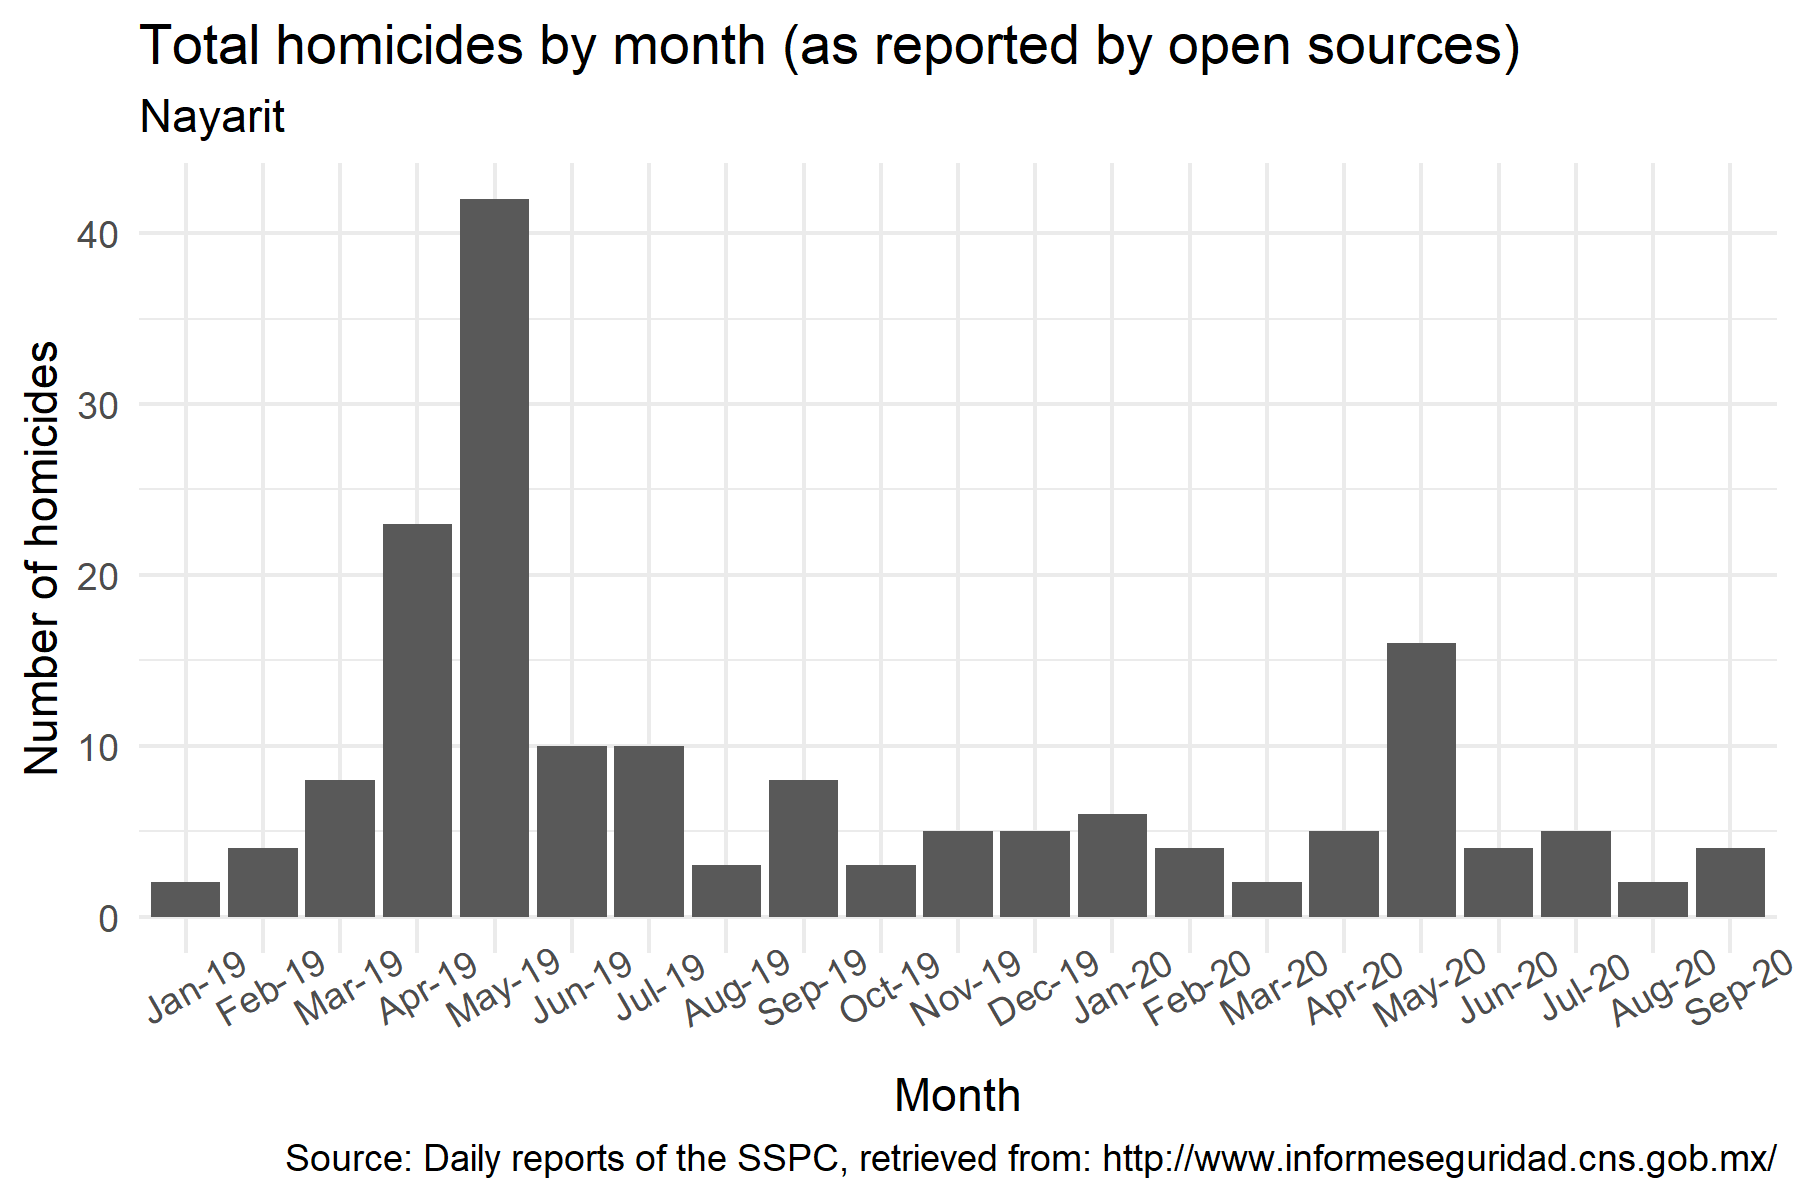 Total homicides by month (as reported by open sources)
Nayarit
Number of homicides
40
30
20
10
0
Jan-19
Feb-19
Mar-19
Apr-19
May-19
Jun-19
Jul-19
Aug-19
Sep-19
Oct-19
Nov-19
Dec-19
Jan-20
Feb-20
Mar-20
Apr-20
May-20
Jun-20
Jul-20
Aug-20
Sep-20
Month
Source: Daily reports of the SSPC, retrieved from: http://www.informeseguridad.cns.gob.mx/